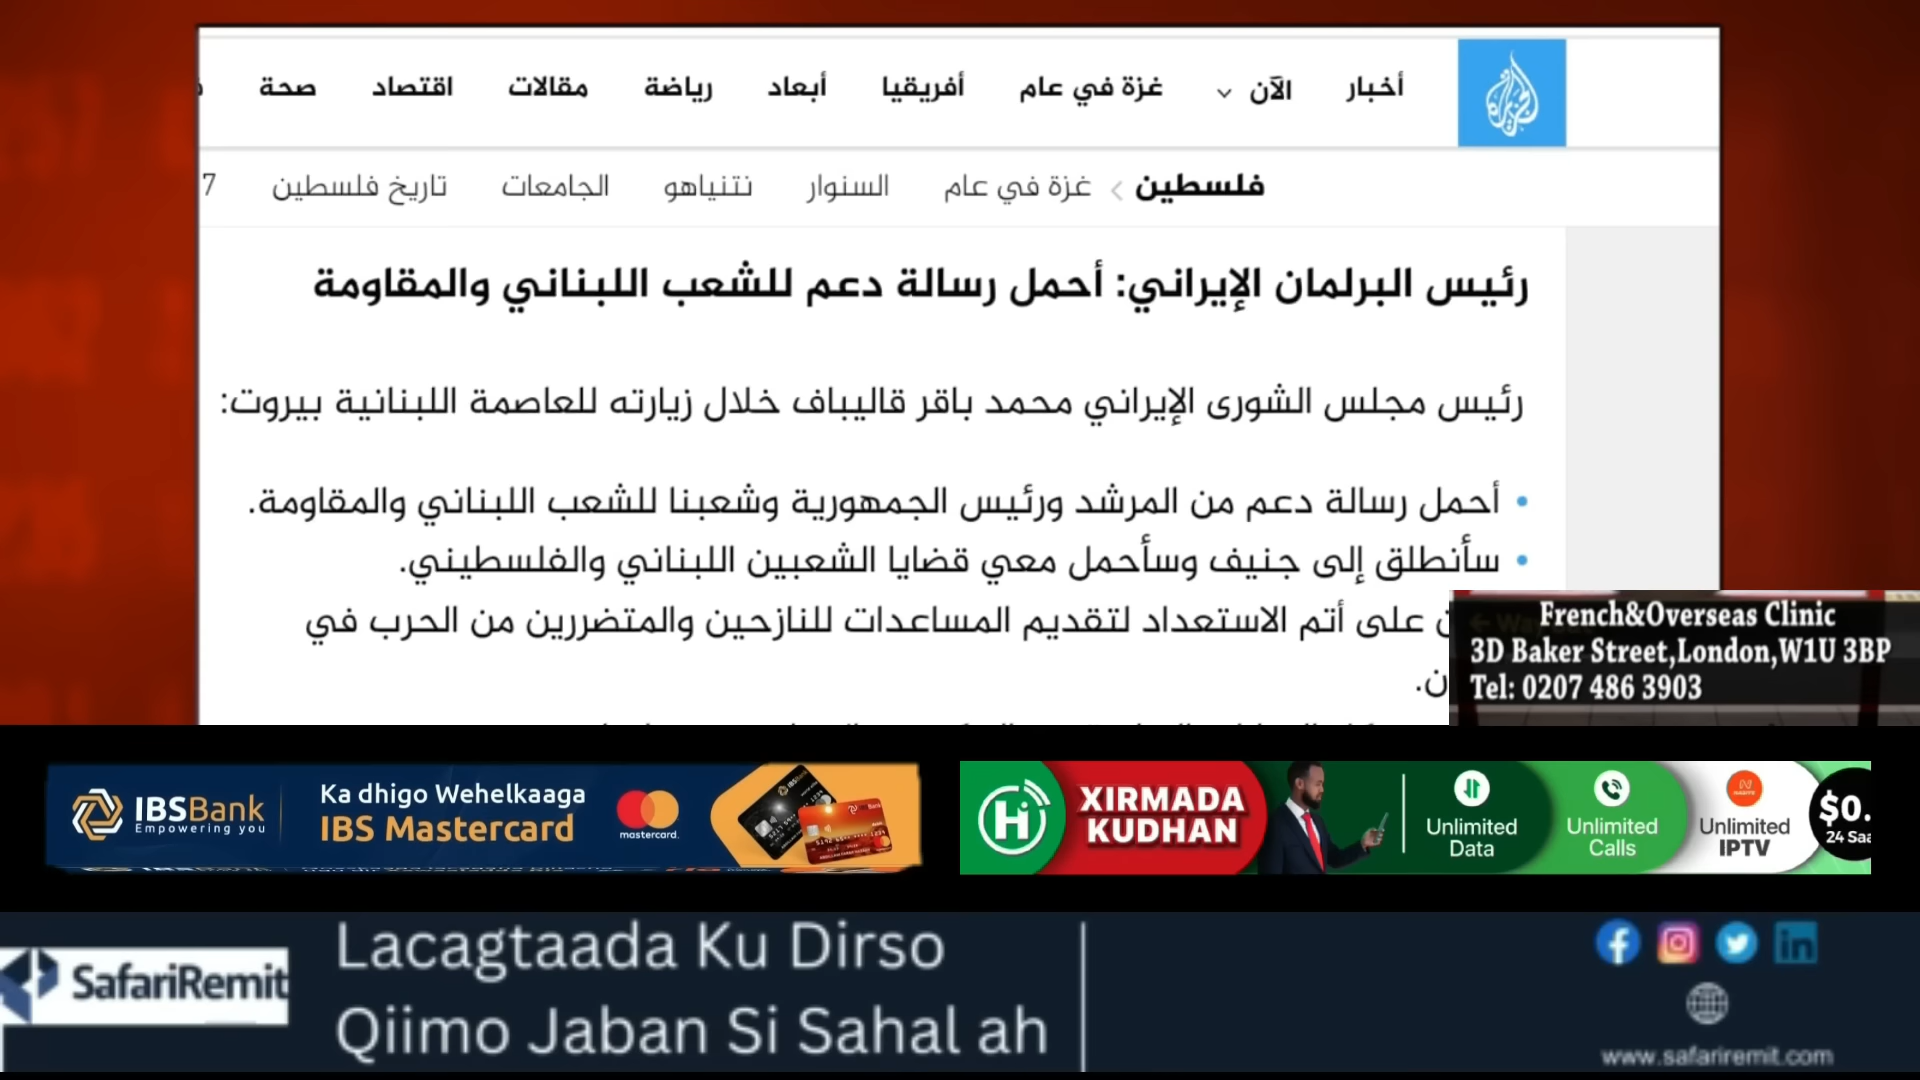 أخبار الآن غزة في عام أفريقيا أبعاد رياضة مقالات اقتصاد صحة
فلسطين غزة في عام السنوار نتنياهو الجامعات تاريخ فلسطين 7
رئيس البرلمان الإيراني: أحمل رسالة دعم للشعب اللبناني والمقاومة
رئيس مجلس الشورى الإيراني محمد باقر قاليباف خلال زيارته للعاصمة اللبنانية بيروت:
• أحمل رسالة دعم من المرشد ورئيس الجمهورية وشعبنا للشعب اللبناني والمقاومة.
• سأنطلق إلى جنيف وسأحمل معي قضايا الشعبين اللبناني والفلسطيني.
على أتم الاستعداد لتقديم المساعدات للنازحين والمتضررين من الحرب في
French&Overseas Clinic
3D Baker Street,London,W1U 3BP
Tel: 0207 486 3903
IBSBank
Empowering you
Ka dhigo Wehelkaaga
IBS Mastercard
mastercard.
H
XIRMADA
KUDHAN
Unlimited
Data
Unlimited
Calls
Unlimited
IPTV
$0.
24 Saa
SafariRemit
Lacagtaada Ku Dirso
Qiimo Jaban Si Sahal ah
www.safariremit.com